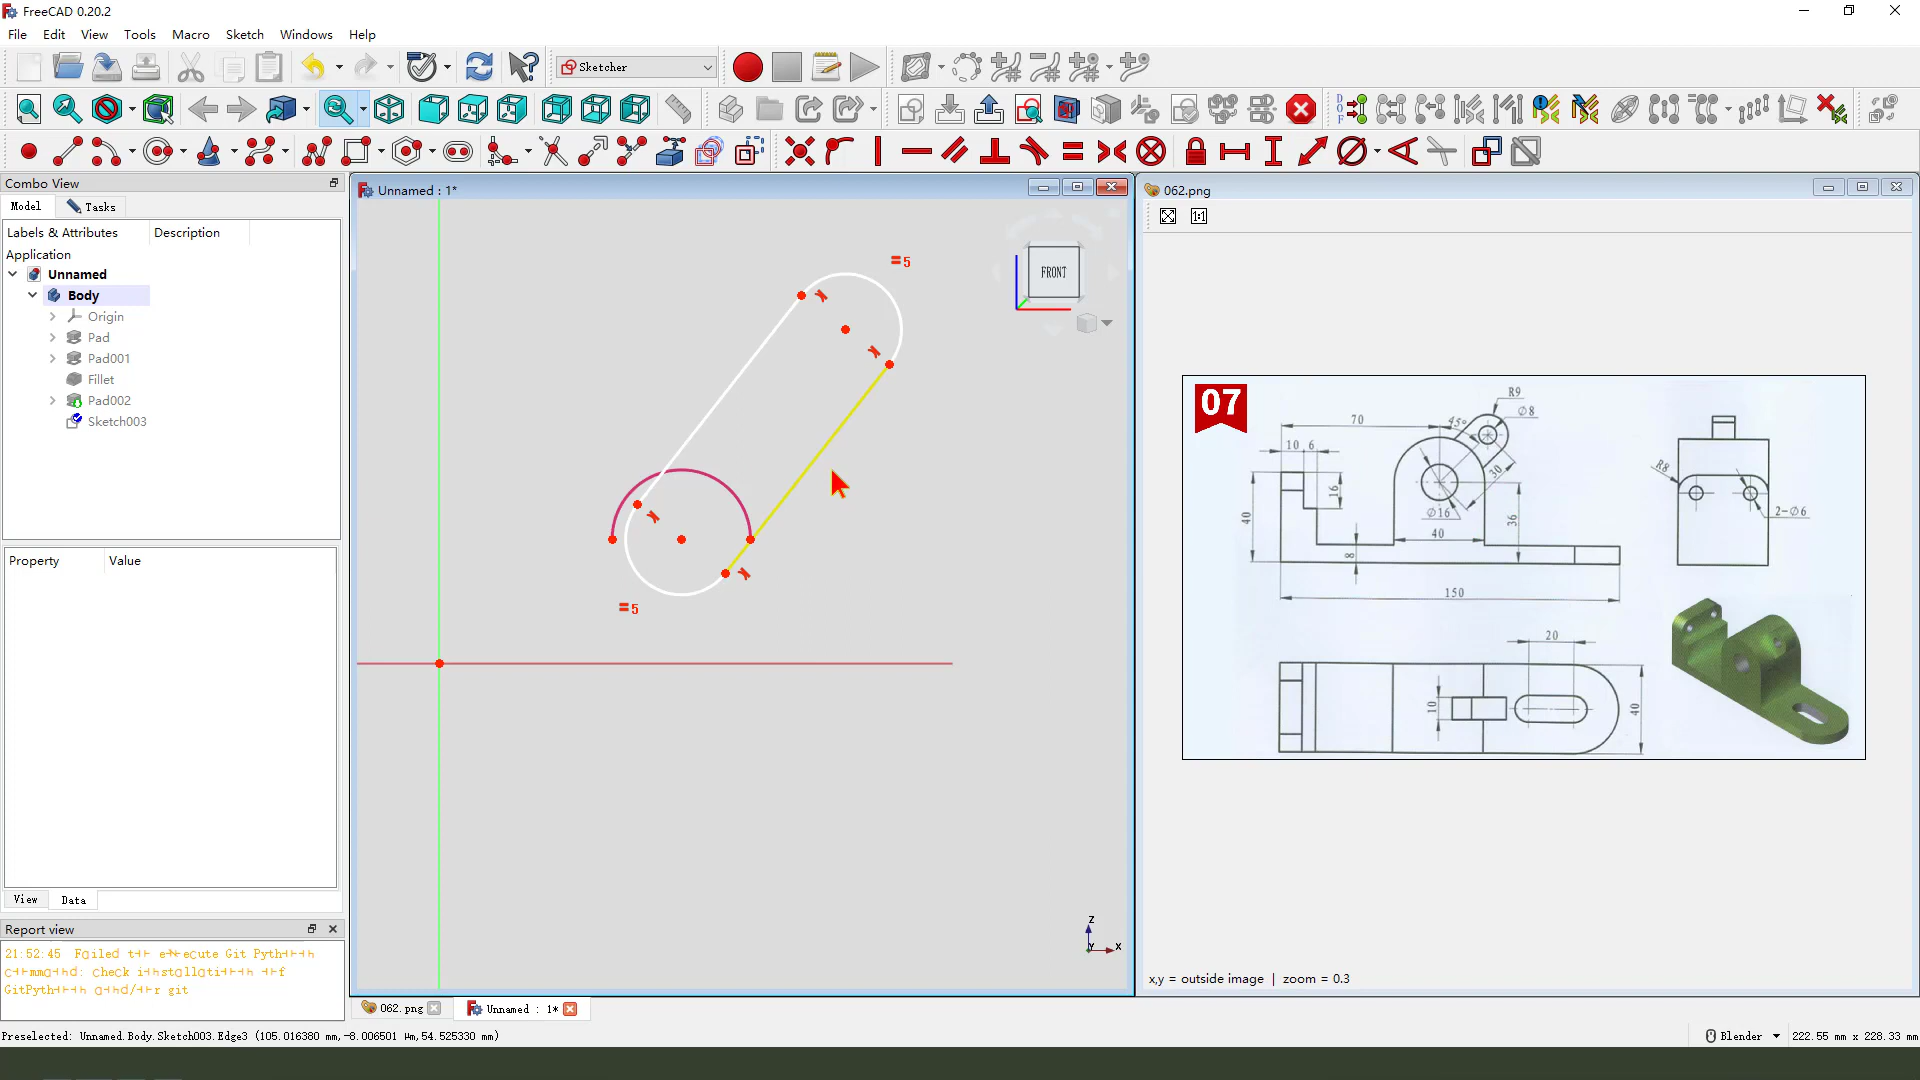 FreeCAD 0.20.2
File Edit View Tools Macro Sketch Windows Help
Sketcher
Combo View
Model Tasks
Labels & Attributes Description
Application
Unnamed
Body
Origin
Pad
Pad001
Fillet
Pad002
Sketch003
Property Value
View Data
Report view
21:52:45
Unnamed : 1*
5
5
FRONT
Z
Y X
062.png
07
R9
Ø8
70
45°
10 6
30
16
40
Ø16
36
40
8
150
R8
2-Ø6
20
10
40
x,y = outside image | zoom = 0.3
062.png Unnamed : 1*
Preselected: Unnamed.Body.Sketch003.Edge3 (105.016380 mm,-8.006501 µm,54.525330 mm)
Blender 222.55 mm x 228.33 mm